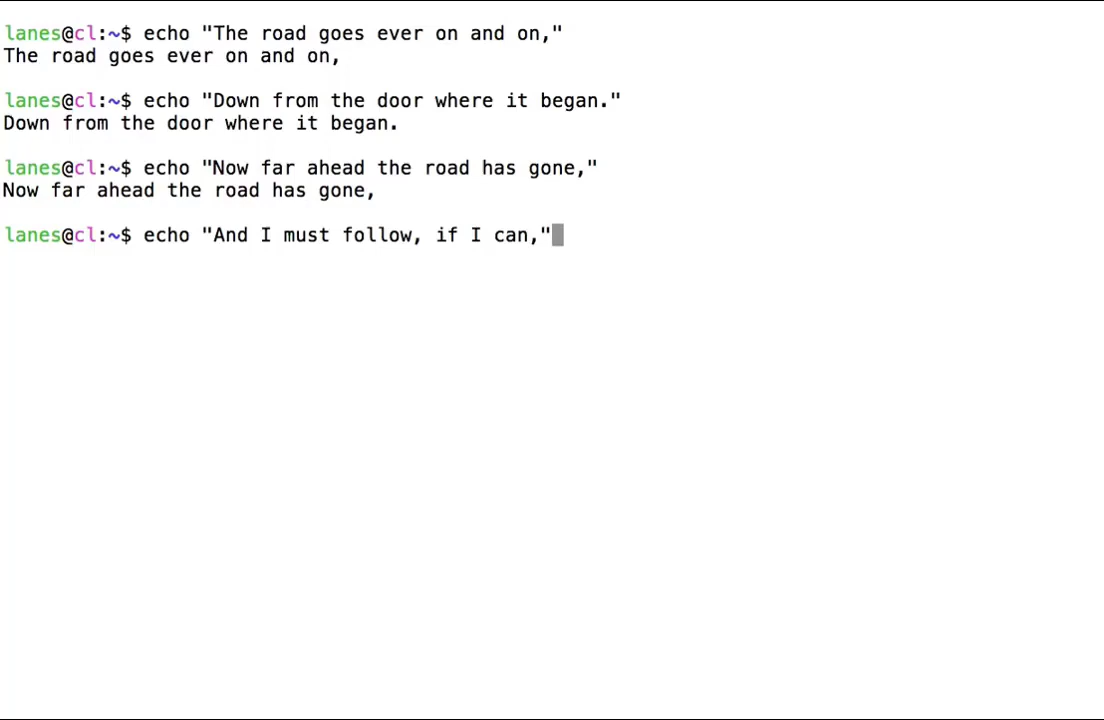 lanes@cl:~$ echo "The road goes ever on and on,"
The road goes ever on and on,
lanes@cl:~$ echo "Down from the door where it began."
Down from the door where it began.
lanes@cl:~$ echo "Now far ahead the road has gone,"
Now far ahead the road has gone,
lanes@cl:~$ echo "And I must follow, if I can,"